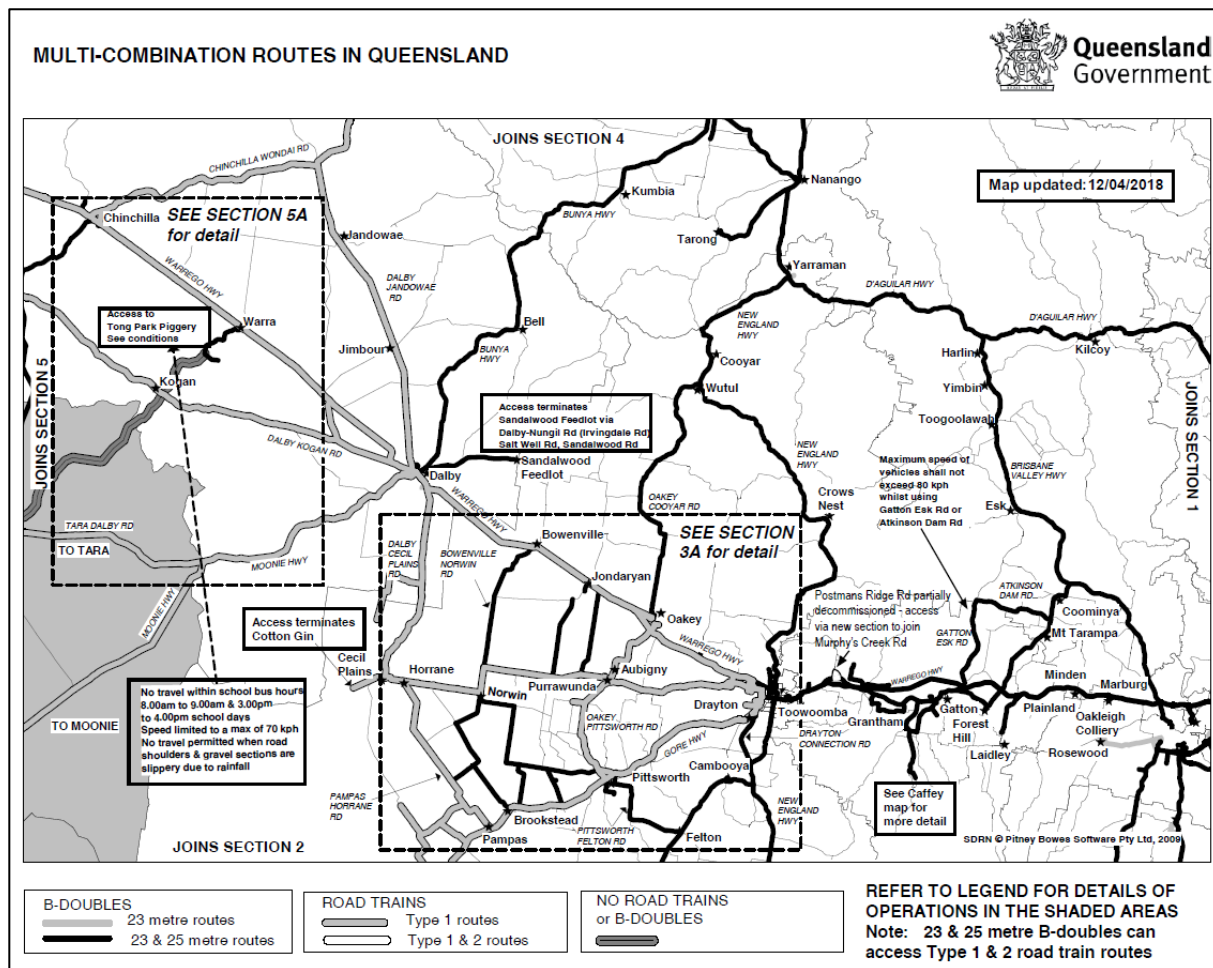 MULTI-COMBINATION ROUTES IN QUEENSLAND
Queensland
Government
JOINS SECTION 4
CHINCHILLA WONDAI RD
Nanango
Map updated: 12/04/2018
Kumbia
BUNYA HWY
SEE SECTION 5A
for detail
Chinchilla
Jandowae
Tarong
Yarraman
WARREGO HWY
DALBY
JANDOWAE
RD
D'AGUILAR HWY
Access to
Tong Park Piggery
See conditions
Warra
Bell
NEW
ENGLAND
HWY
D'AGUILAR HWY
Jimbour
BUNYA
HWY
Cooyar
Harlin
Kilcoy
JOINS SECTION 5
Kogan
Wutul
Yimbin
JOINS SECTION 1
Access terminates
Sandalwood Feedlot via
Dalby-Nungil Rd (Irvingdale Rd)
Salt Well Rd, Sandalwood Rd
Toogoolawah
DALBY KOGAN RD
NEW
ENGLAND
HWY
Maximum speed of
vehicles shall not
exceed 80 kph
whilst using
Gatton Esk Rd or
Atkinson Dam Rd
Dalby
Sandalwood
Feedlot
BRISBANE
VALLEY HWY
WARREGO HWY
OAKEY
COOYAR RD
Crows
Nest
Esk
TARA DALBY RD
TO TARA
MOONIE HWY
DALBY
CECIL
PLAINS
RD
BOWENVILLE
NORWIN
RD
Bowenville
SEE SECTION
3A for detail
Jondaryan
MOONIE HWY
Postmans Ridge Rd partially
decommissioned - access
via new section to join
Murphy's Creek Rd
ATKINSON
DAM RD
Coominya
Access terminates
Cotton Gin
Oakey
WARREGO HWY
GATTON
ESK RD
Mt Tarampa
Cecil
Plains
Horrane
Aubigny
WARREGO HWY
Minden
Marburg
No travel within school bus hours
8.00am to 9.00am & 3.00pm
to 4.00pm school days
Speed limited to a max of 70 kph
No travel permitted when road
shoulders & gravel sections are
slippery due to rainfall
Purrawunda
Norwin
Drayton
Toowoomba
Grantham
Gatton
Plainland
Forest
Hill
Oakleigh
Colliery
TO MOONIE
OAKEY
PITTSWORTH RD
GORE HWY
DRAYTON
CONNECTION RD
Laidley
Rosewood
Pittsworth
Cambooya
See Caffey
map for
more detail
PAMPAS
HORRANE
RD
Brookstead
NEW
ENGLAND
HWY
Pampas
PITTSWORTH
FELTON RD
Felton
JOINS SECTION 2
SDRN © Pitney Bowes Software Pty Ltd, 2009
B-DOUBLES
23 metre routes
23 & 25 metre routes
ROAD TRAINS
Type 1 routes
Type 1 & 2 routes
NO ROAD TRAINS
or B-DOUBLES
REFER TO LEGEND FOR DETAILS OF
OPERATIONS IN THE SHADED AREAS
Note: 23 & 25 metre B-doubles can
access Type 1 & 2 road train routes